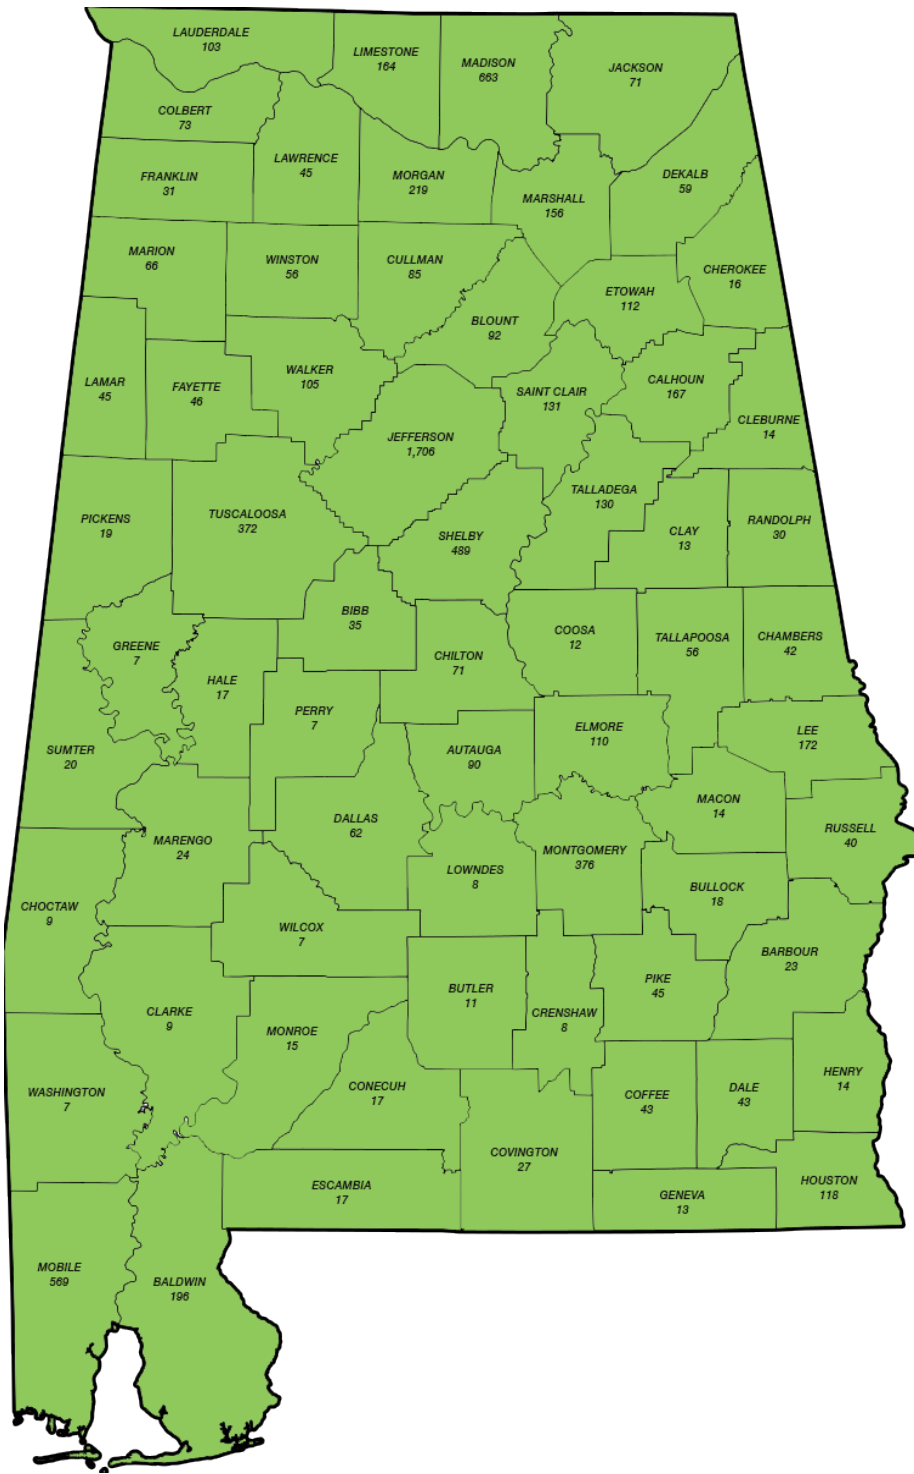 LAUDERDALE
103
LIMESTONE
164
MADISON
663
JACKSON
71
COLBERT
73
LAWRENCE
45
FRANKLIN
31
MORGAN
219
MARSHALL
156
DEKALB
59
MARION
66
WINSTON
56
CULLMAN
85
CHEROKEE
16
ETOWAH
112
BLOUNT
92
LAMAR
45
FAYETTE
46
WALKER
105
SAINT CLAIR
131
CALHOUN
167
CLEBURNE
14
JEFFERSON
1,706
PICKENS
19
TUSCALOOSA
372
SHELBY
489
TALLADEGA
130
CLAY
13
RANDOLPH
30
BIBB
35
GREENE
7
HALE
17
CHILTON
71
COOSA
12
TALLAPOOSA
56
CHAMBERS
42
PERRY
7
SUMTER
20
AUTAUGA
90
ELMORE
110
LEE
172
MACON
14
MARENGO
24
DALLAS
62
LOWNDES
8
MONTGOMERY
376
RUSSELL
40
BULLOCK
18
CHOCTAW
9
WILCOX
7
BARBOUR
23
CLARKE
9
MONROE
15
BUTLER
11
CRENSHAW
8
PIKE
45
WASHINGTON
7
CONECUH
17
COFFEE
43
DALE
43
HENRY
14
COVINGTON
27
ESCAMBIA
17
GENEVA
13
HOUSTON
118
MOBILE
569
BALDWIN
196